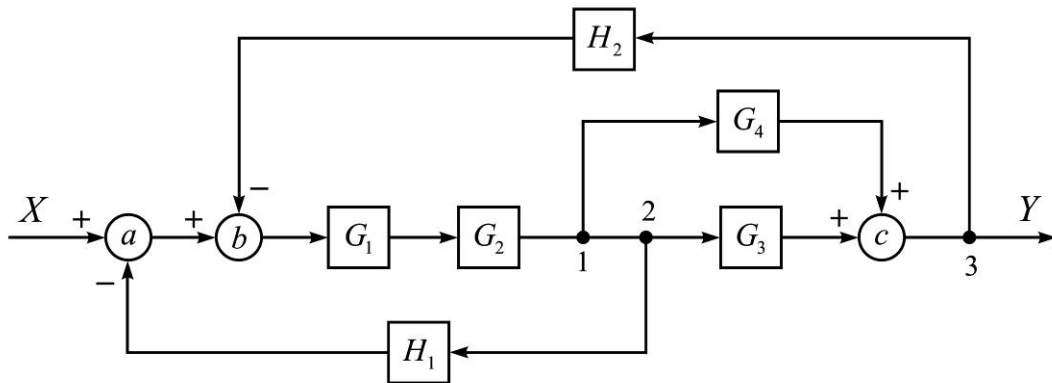 H₂
G₄
−
X + a + b G₁ G₂ 1 2 G₃ + c + 3 Y
−
H₁